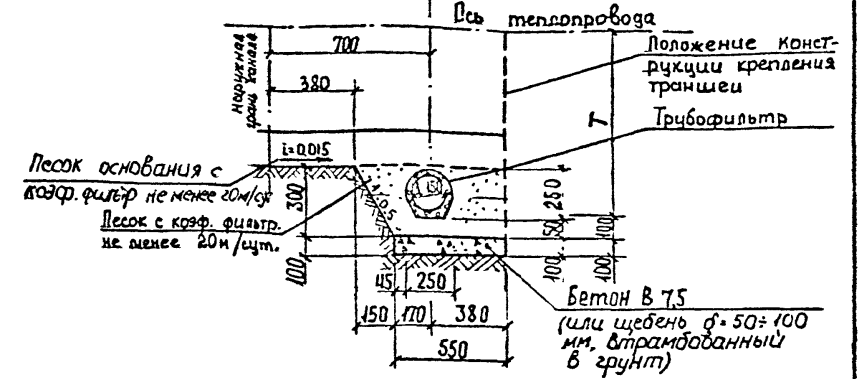 Ось теплопровода
700
Наружная
грань канала
380
Положение конст-
рукции крепления
траншеи
Т
Трубофильтр
i=0.015
Песок основания с
коэф. фильтр не менее 20м/сут
Песок с коэф. фильтр.
не менее 20м/сут.
1:0.5
150
300
100
250
50
100
100
100
45
250
150
170
380
550
Бетон В 7,5
(или щебень δ=50÷100
мм, втрамбованный
в грунт)